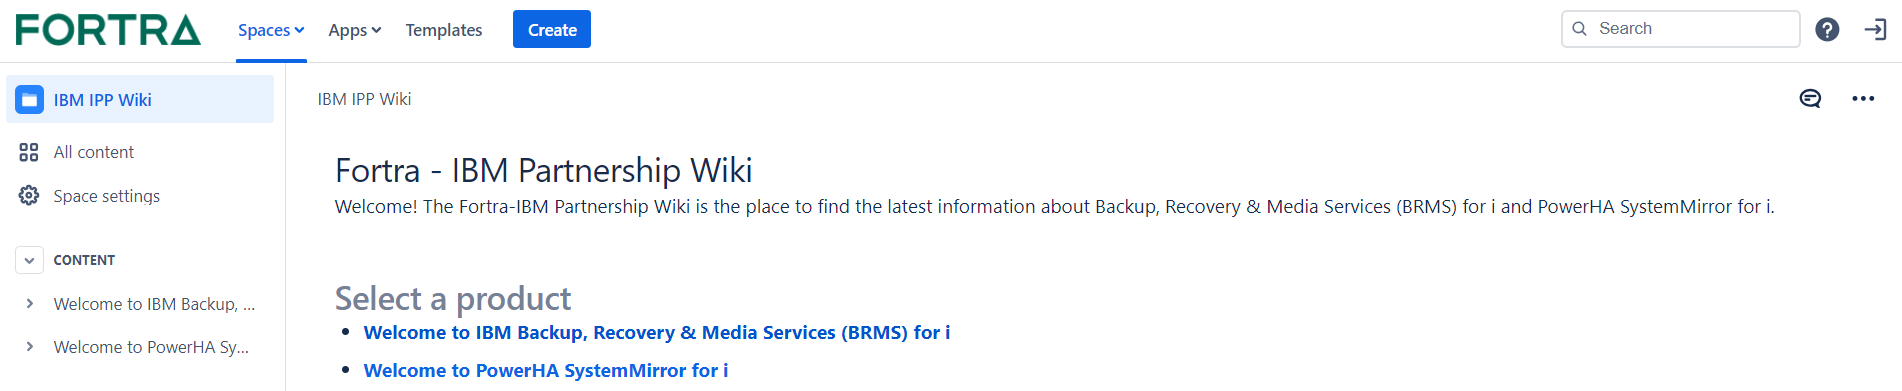 FORTRA
Spaces
Apps
Templates
Create
Search
IBM IPP Wiki
All content
Space settings
CONTENT
Welcome to IBM Backup, ...
Welcome to PowerHA Sy...
IBM IPP Wiki
Fortra - IBM Partnership Wiki
Welcome! The Fortra-IBM Partnership Wiki is the place to find the latest information about Backup, Recovery & Media Services (BRMS) for i and PowerHA SystemMirror for i.
Select a product
Welcome to IBM Backup, Recovery & Media Services (BRMS) for i
Welcome to PowerHA SystemMirror for i